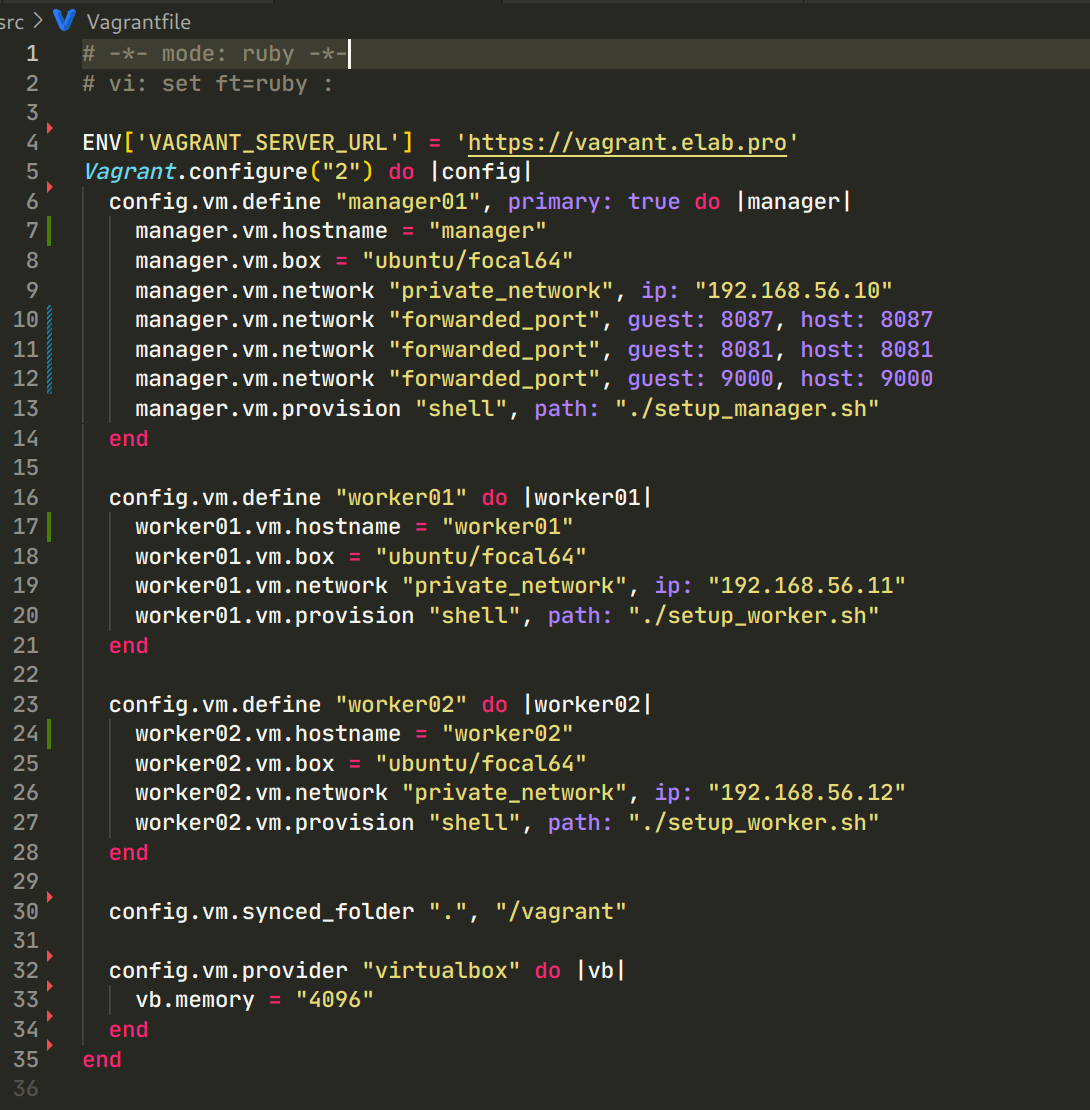 src > Vagrantfile
1 # -*- mode: ruby -*-
2 # vi: set ft=ruby :
3
4 ENV['VAGRANT_SERVER_URL'] = 'https://vagrant.elab.pro'
5 Vagrant.configure("2") do |config|
6   config.vm.define "manager01", primary: true do |manager|
7     manager.vm.hostname = "manager"
8     manager.vm.box = "ubuntu/focal64"
9     manager.vm.network "private_network", ip: "192.168.56.10"
10     manager.vm.network "forwarded_port", guest: 8087, host: 8087
11     manager.vm.network "forwarded_port", guest: 8081, host: 8081
12     manager.vm.network "forwarded_port", guest: 9000, host: 9000
13     manager.vm.provision "shell", path: "./setup_manager.sh"
14   end
15
16   config.vm.define "worker01" do |worker01|
17     worker01.vm.hostname = "worker01"
18     worker01.vm.box = "ubuntu/focal64"
19     worker01.vm.network "private_network", ip: "192.168.56.11"
20     worker01.vm.provision "shell", path: "./setup_worker.sh"
21   end
22
23   config.vm.define "worker02" do |worker02|
24     worker02.vm.hostname = "worker02"
25     worker02.vm.box = "ubuntu/focal64"
26     worker02.vm.network "private_network", ip: "192.168.56.12"
27     worker02.vm.provision "shell", path: "./setup_worker.sh"
28   end
29
30   config.vm.synced_folder ".", "/vagrant"
31
32   config.vm.provider "virtualbox" do |vb|
33     vb.memory = "4096"
34   end
35 end
36